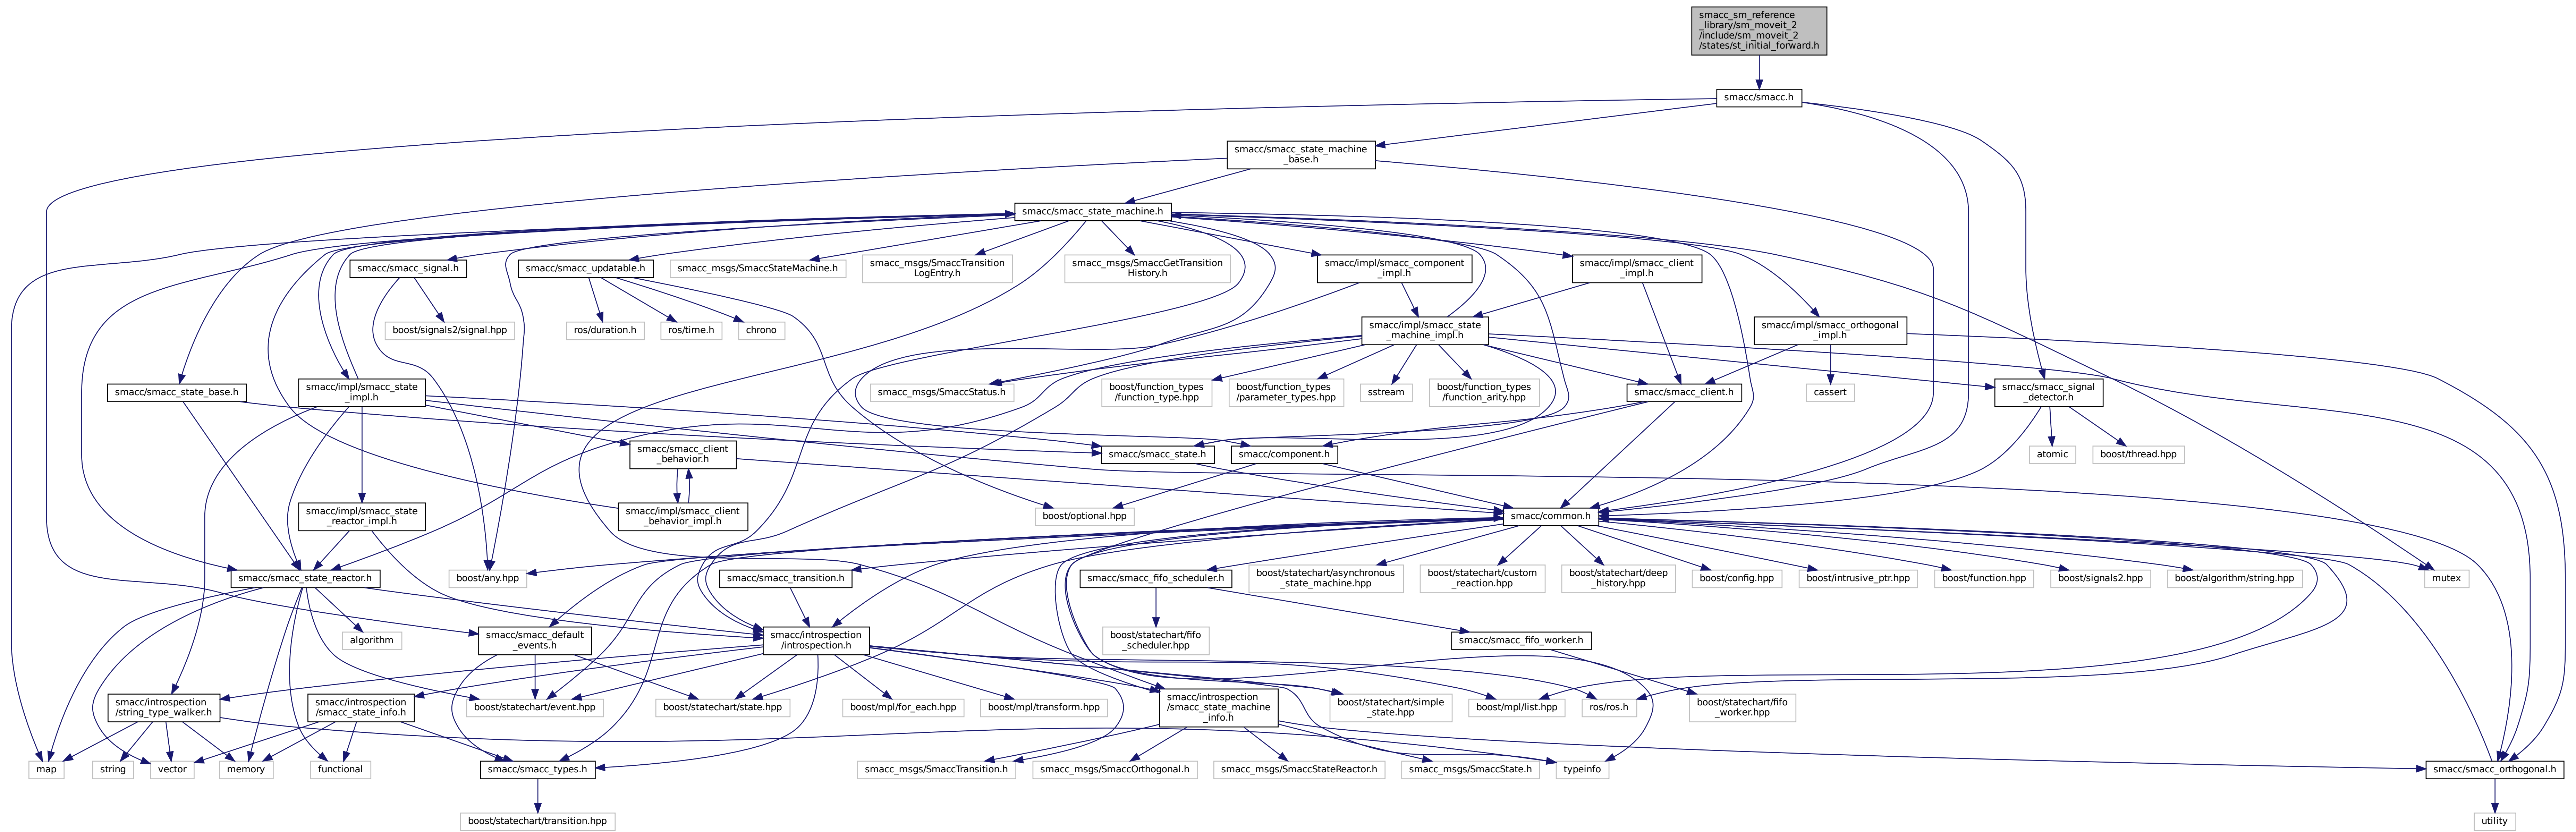 smacc_sm_reference
_library/sm_moveit_2
/include/sm_moveit_2
/states/st_initial_forward.h
smacc/smacc.h
smacc/smacc_state_machine
_base.h
smacc/smacc_state_machine.h
smacc/smacc_signal.h
smacc/smacc_updatable.h
smacc_msgs/SmaccStateMachine.h
smacc_msgs/SmaccTransition
LogEntry.h
smacc_msgs/SmaccGetTransition
History.h
smacc/impl/smacc_component
_impl.h
smacc/impl/smacc_client
_impl.h
boost/signals2/signal.hpp
ros/duration.h
ros/time.h
chrono
smacc/impl/smacc_state
_machine_impl.h
smacc/impl/smacc_orthogonal
_impl.h
smacc/smacc_state_base.h
smacc/impl/smacc_state
_impl.h
smacc_msgs/SmaccStatus.h
boost/function_types
/function_type.hpp
boost/function_types
/parameter_types.hpp
sstream
boost/function_types
/function_arity.hpp
smacc/smacc_client.h
cassert
smacc/smacc_signal
_detector.h
smacc/smacc_client
_behavior.h
smacc/smacc_state.h
smacc/component.h
atomic
boost/thread.hpp
smacc/impl/smacc_state
_reactor_impl.h
smacc/impl/smacc_client
_behavior_impl.h
boost/optional.hpp
smacc/common.h
smacc/smacc_state_reactor.h
boost/any.hpp
smacc/smacc_transition.h
smacc/smacc_fifo_scheduler.h
boost/statechart/asynchronous
_state_machine.hpp
boost/statechart/custom
_reaction.hpp
boost/statechart/deep
_history.hpp
boost/config.hpp
boost/intrusive_ptr.hpp
boost/function.hpp
boost/signals2.hpp
boost/algorithm/string.hpp
mutex
algorithm
smacc/smacc_default
_events.h
smacc/introspection
/introspection.h
boost/statechart/fifo
_scheduler.hpp
smacc/smacc_fifo_worker.h
smacc/introspection
/string_type_walker.h
smacc/introspection
/smacc_state_info.h
boost/statechart/event.hpp
boost/statechart/state.hpp
boost/mpl/for_each.hpp
boost/mpl/transform.hpp
smacc/introspection
/smacc_state_machine
_info.h
boost/statechart/simple
_state.hpp
boost/mpl/list.hpp
ros/ros.h
boost/statechart/fifo
_worker.hpp
map
string
vector
memory
functional
smacc/smacc_types.h
smacc_msgs/SmaccTransition.h
smacc_msgs/SmaccOrthogonal.h
smacc_msgs/SmaccStateReactor.h
smacc_msgs/SmaccState.h
typeinfo
smacc/smacc_orthogonal.h
boost/statechart/transition.hpp
utility